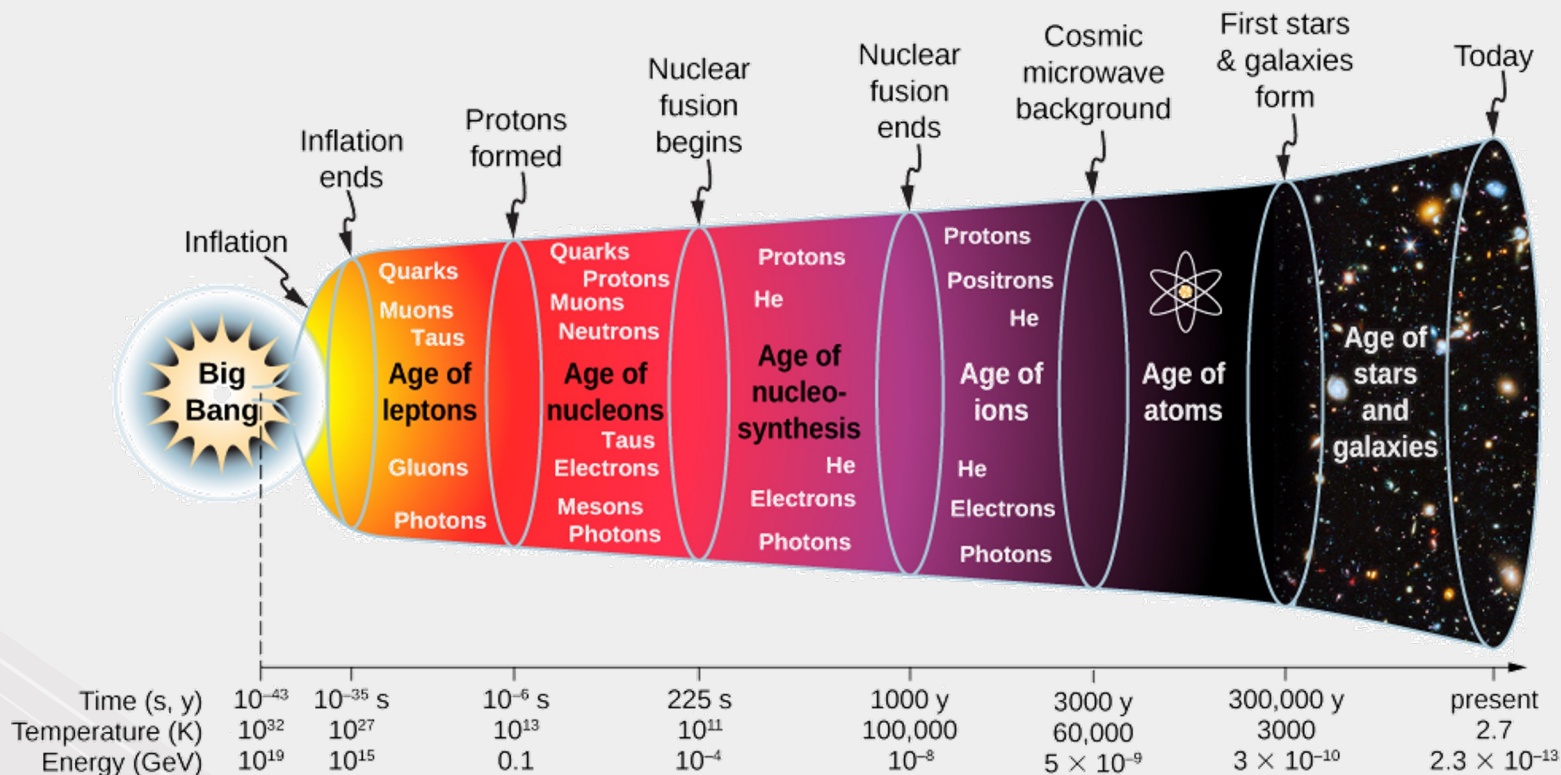 Inflation
Inflation
ends
Protons
formed
Nuclear
fusion
begins
Nuclear
fusion
ends
Cosmic
microwave
background
First stars
& galaxies
form
Today
Big
Bang
Quarks
Muons
Taus
Age of
leptons
Gluons
Photons
Quarks
Protons
Muons
Neutrons
Age of
nucleons
Taus
Electrons
Mesons
Photons
Protons
He
Age of
nucleo-
synthesis
He
Electrons
Photons
Protons
Positrons
He
Age of
ions
He
Electrons
Photons
Age of
atoms
Age of
stars
and
galaxies
Time (s, y) 10⁻⁴³ 10⁻³⁵ s 10⁻⁶ s 225 s 1000 y 3000 y 300,000 y present
Temperature (K) 10³² 10²⁷ 10¹³ 10¹¹ 100,000 60,000 3000 2.7
Energy (GeV) 10¹⁹ 10¹⁵ 0.1 10⁻⁴ 10⁻⁸ 5 × 10⁻⁹ 3 × 10⁻¹⁰ 2.3 × 10⁻¹³